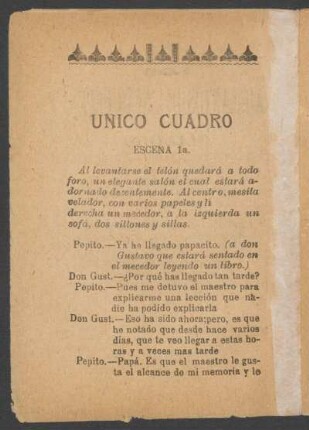 UNICO CUADRO
ESCENA 1a.
Al levantarse el telón quedará a todo
foro, un elegante salón el cual estará a-
dornado decentemente. Al centro, mesita
velador, con varios papeles y li
derecha un mecedor, a la izquierda un
sofá, dos sillones y sillas.
Pepito.—Ya ha llegado papacito. (a don
Gustavo que estará sentado en
el mecedor leyendo un libro.)
Don Gust.—¿Por qué has llegado tan tarde?
Pepito.—Pues me detuvo el maestro para
explicarme una lección que na-
die ha podido explicarla
Don Gust.—Eso ha sido ahora; pero, es que
he notado que desde hace varios
días, que te veo llegar a estas ho-
ras y a veces mas tarde
Pepito.—Papá. Es que el maestro le gus-
ta el alcance de mi memoria y le